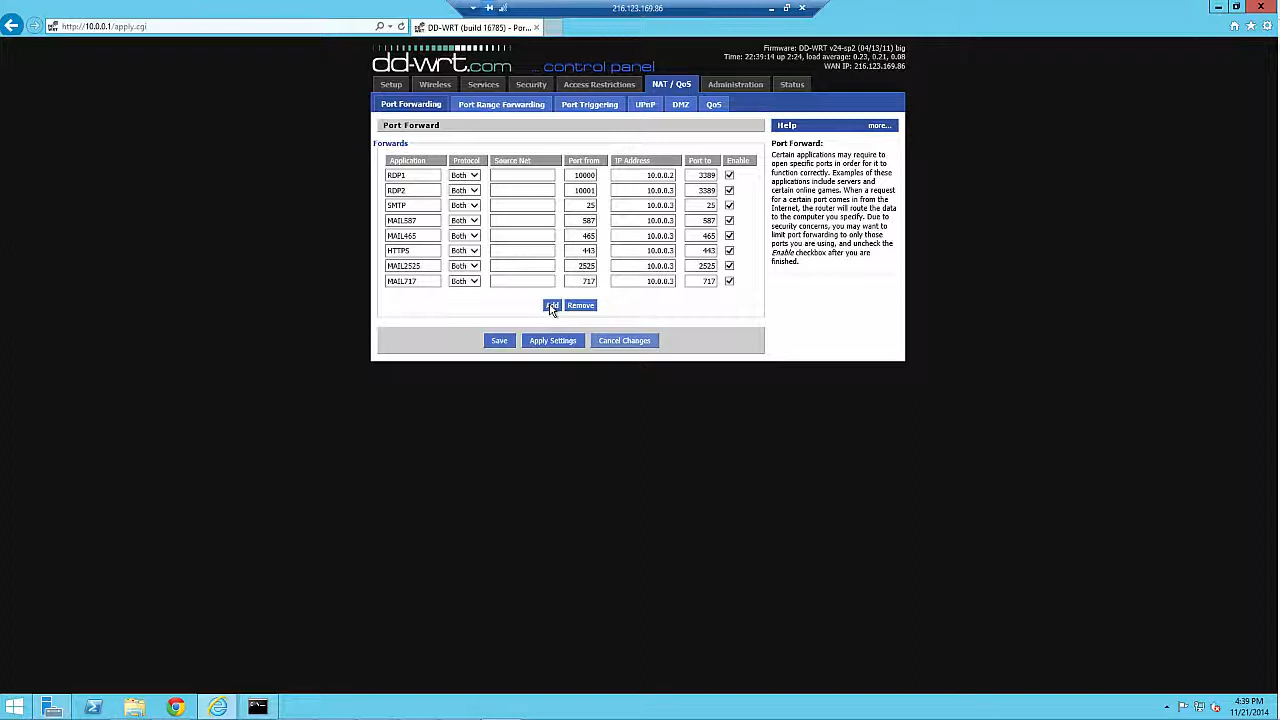 216.123.169.86
http://10.0.0.1/apply.cgi
DD-WRT (build 16785) - Por...
Firmware: DD-WRT v24-sp2 (04/13/11) big
Time: 22:39:14 up 2:24, load average: 0.23, 0.21, 0.08
WAN IP: 216.123.169.86
dd-wrt.com ... control panel
Setup Wireless Services Security Access Restrictions NAT / QoS Administration Status
Port Forwarding Port Range Forwarding Port Triggering UPnP DMZ QoS
Port Forward
Forwards
Application Protocol Source Net Port from IP Address Port to Enable
RDP1 Both 10000 10.0.0.2 3389
RDP2 Both 10001 10.0.0.3 3389
SMTP Both 25 10.0.0.3 25
MAIL587 Both 587 10.0.0.3 587
MAIL465 Both 465 10.0.0.3 465
HTTPS Both 443 10.0.0.3 443
MAIL2525 Both 2525 10.0.0.3 2525
MAIL717 Both 717 10.0.0.3 717
Add Remove
Save Apply Settings Cancel Changes
Help more...
Port Forward:
Certain applications may require to
open specific ports in order for it to
function correctly. Examples of these
applications include servers and
certain online games. When a request
for a certain port comes in from the
Internet, the router will route the data
to the computer you specify. Due to
security concerns, you may want to
limit port forwarding to only those
ports you are using, and uncheck the
Enable checkbox after you are
finished.
4:39 PM
11/21/2014